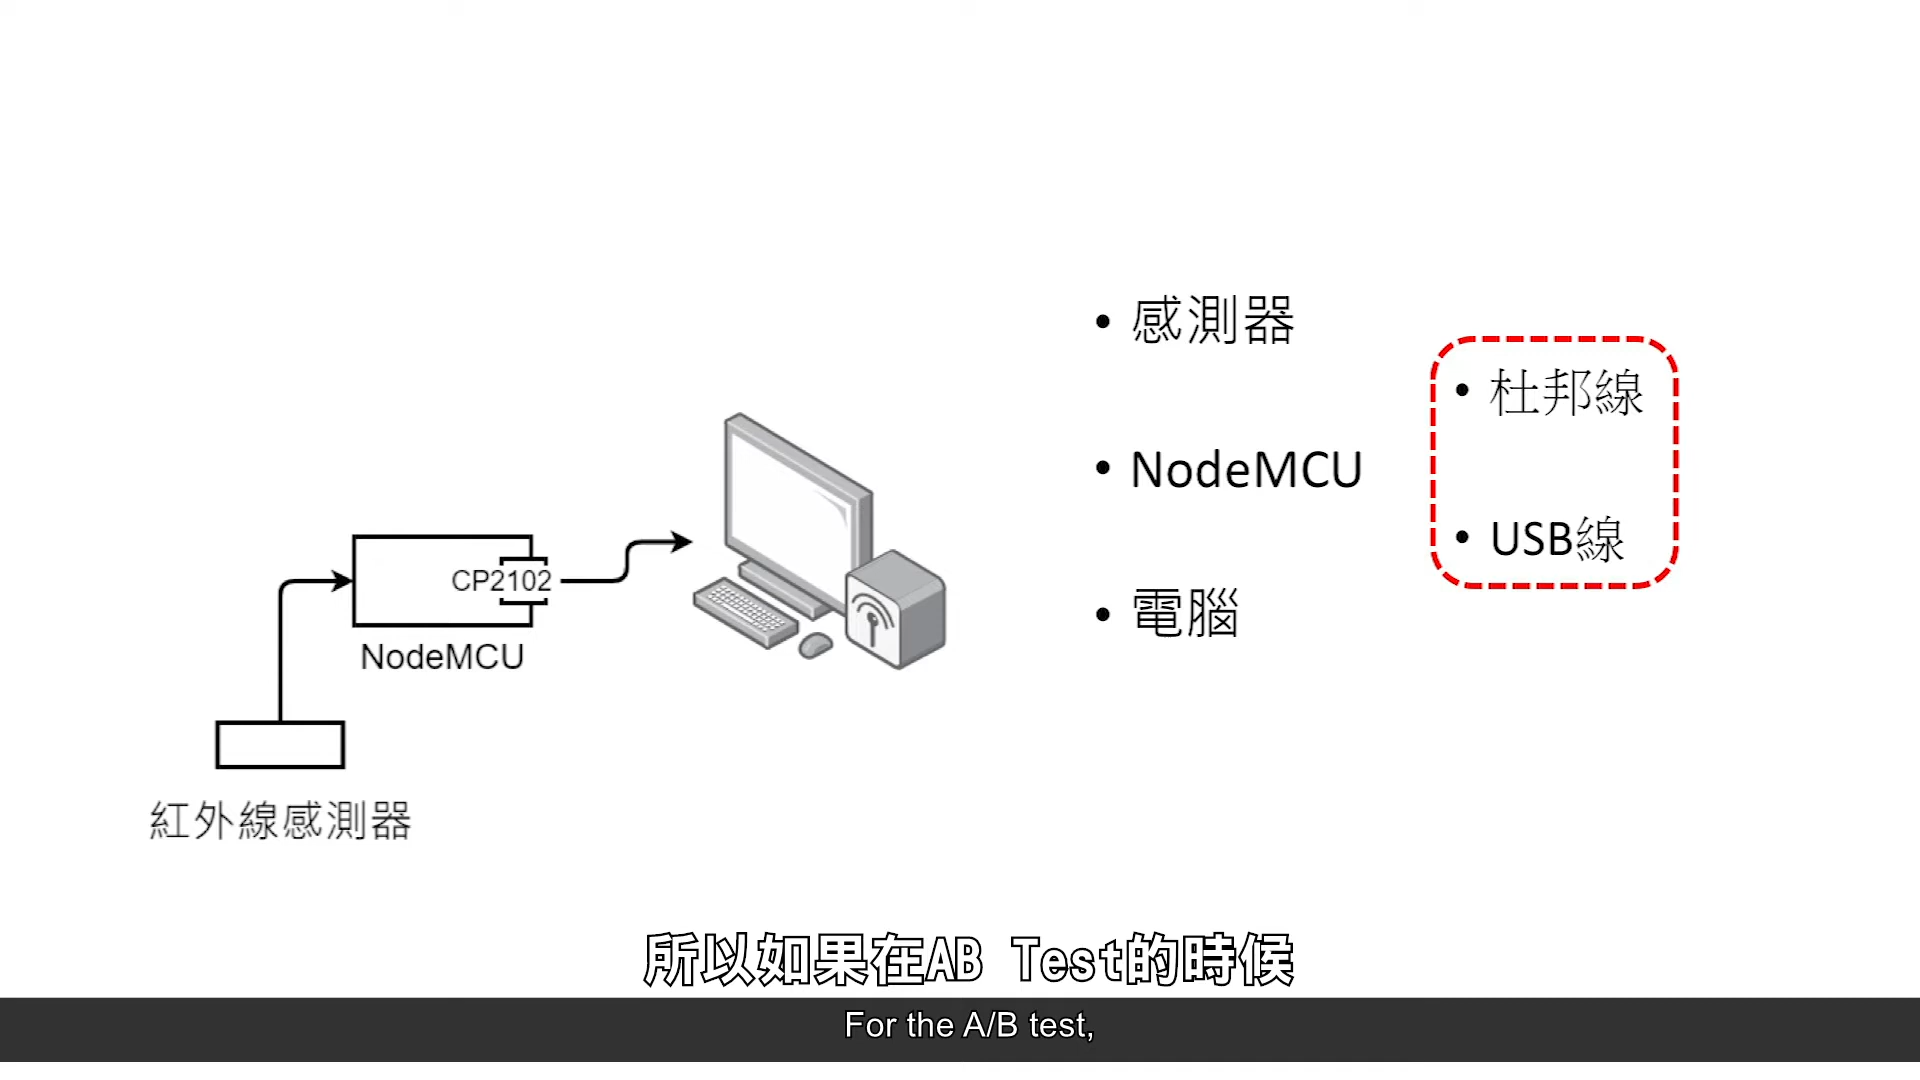 • 感測器
• 杜邦線
• NodeMCU
• USB線
• 電腦
CP2102
NodeMCU
紅外線感測器
所以如果在AB Test的時候
For the A/B test,